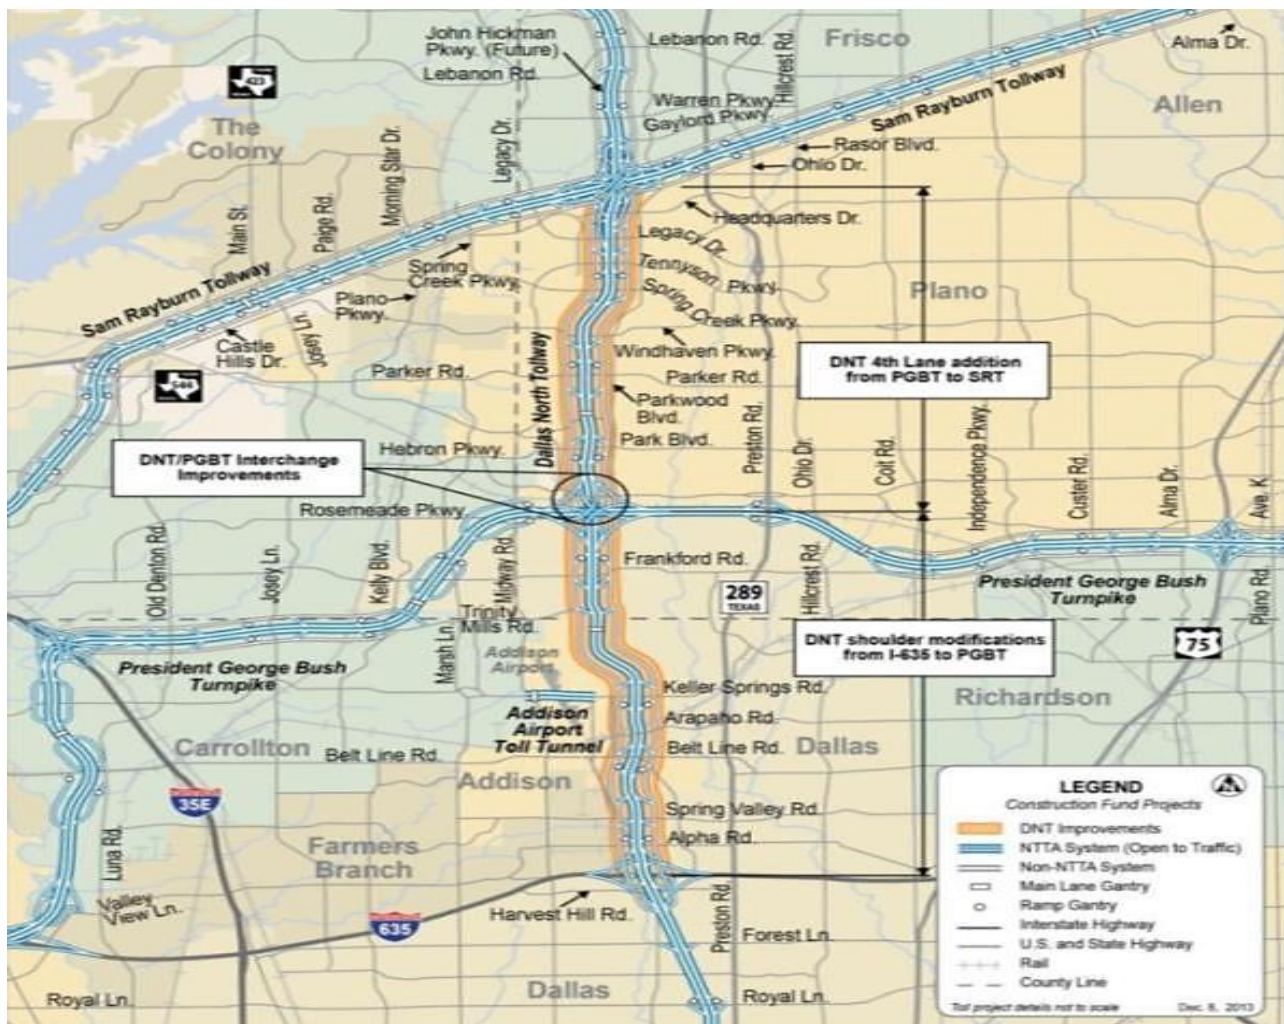 John Hickman
Pkwy. (Future)
Lebanon Rd.
Lebanon Rd.
Hillcrest Rd.
Frisco
Alma Dr.
423
Warren Pkwy.
Gaylord Pkwy.
Sam Rayburn Tollway
Allen
The
Colony
Morning Star Dr.
Legacy Dr.
Rasor Blvd.
Ohio Dr.
Main St.
Paige Rd.
Headquarters Dr.
Legacy Dr.
Spring
Creek Pkwy.
Tennyson Pkwy.
Spring Creek Pkwy.
Plano
Sam Rayburn Tollway
Plano
Pkwy.
Castle
Hills Dr.
Josey Ln.
Windhaven Pkwy.
DNT 4th Lane addition
from PGBT to SRT
544
Parker Rd.
Dallas North Tollway
Parker Rd.
Parkwood
Blvd.
Preston Rd.
Ohio Dr.
Coit Rd.
Independence Pkwy.
Custer Rd.
Alma Dr.
Ave. K
Park Blvd.
Hebron Pkwy.
DNT/PGBT Interchange
Improvements
Rosemeade Pkwy.
Old Denton Rd.
Josey Ln.
Kelly Blvd.
Midway Rd.
Frankford Rd.
Hillcrest Rd.
289
TEXAS
President George Bush
Turnpike
Plano Rd.
Trinity
Mills Rd.
Marsh Ln.
Addison
Airport
DNT shoulder modifications
from I-635 to PGBT
75
President George Bush
Turnpike
Keller Springs Rd.
Richardson
Addison
Airport
Toll Tunnel
Arapaho Rd.
Carrollton
Belt Line Rd.
Belt Line Rd.
Dallas
Addison
35E
Spring Valley Rd.
Alpha Rd.
Luna Rd.
Farmers
Branch
Valley
View Ln.
Harvest Hill Rd.
635
Preston Rd.
Forest Ln.
Dallas
Royal Ln.
Royal Ln.
LEGEND
Construction Fund Projects
DNT Improvements
NTTA System (Open to Traffic)
Non-NTTA System
Main Lane Gantry
Ramp Gantry
Interstate Highway
U.S. and State Highway
Rail
County Line
Toll project details not to scale
Dec. 6, 2013